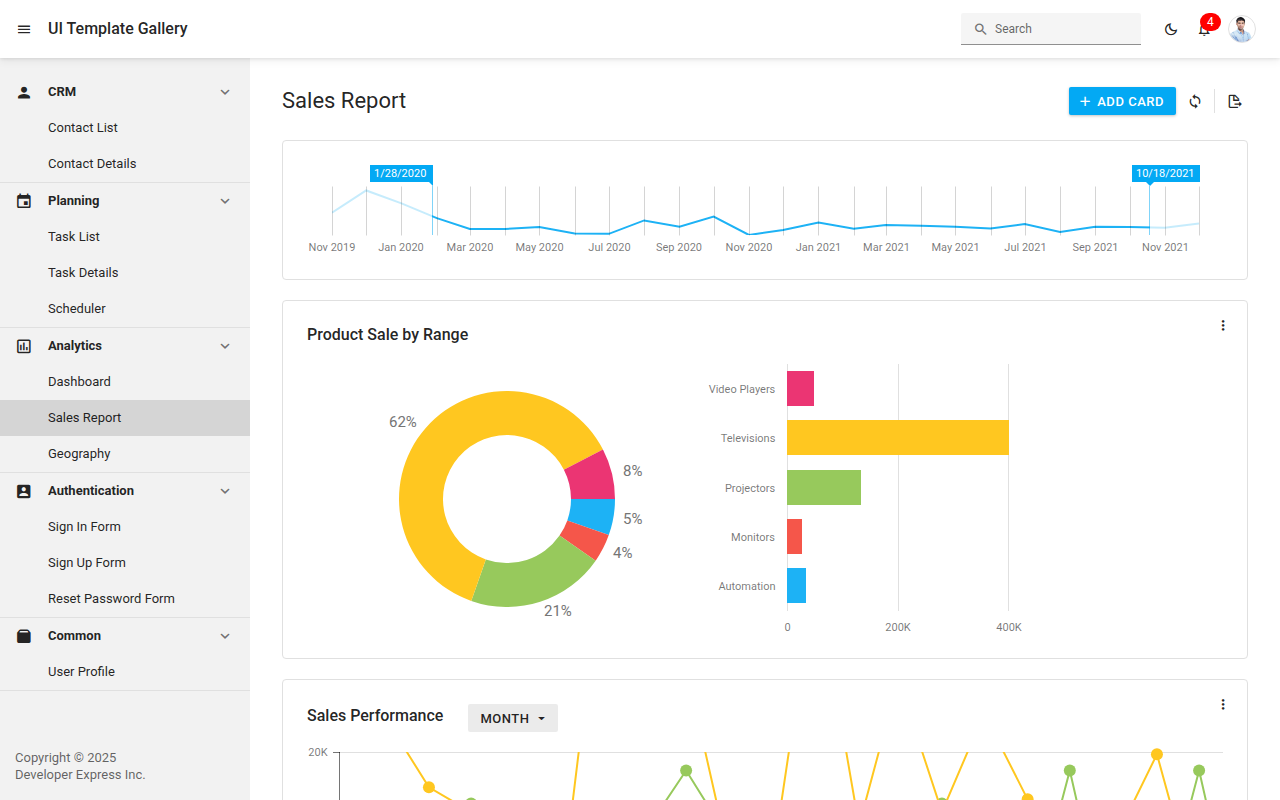 UI Template Gallery
Search
4
CRM
Contact List
Contact Details
Planning
Task List
Task Details
Scheduler
Analytics
Dashboard
Sales Report
Geography
Authentication
Sign In Form
Sign Up Form
Reset Password Form
Common
User Profile
Copyright © 2025
Developer Express Inc.
Sales Report
+ ADD CARD
1/28/2020
10/18/2021
Nov 2019 Jan 2020 Mar 2020 May 2020 Jul 2020 Sep 2020 Nov 2020 Jan 2021 Mar 2021 May 2021 Jul 2021 Sep 2021 Nov 2021
Product Sale by Range
62%
8%
5%
4%
21%
Video Players
Televisions
Projectors
Monitors
Automation
0 200K 400K
Sales Performance
MONTH
20K